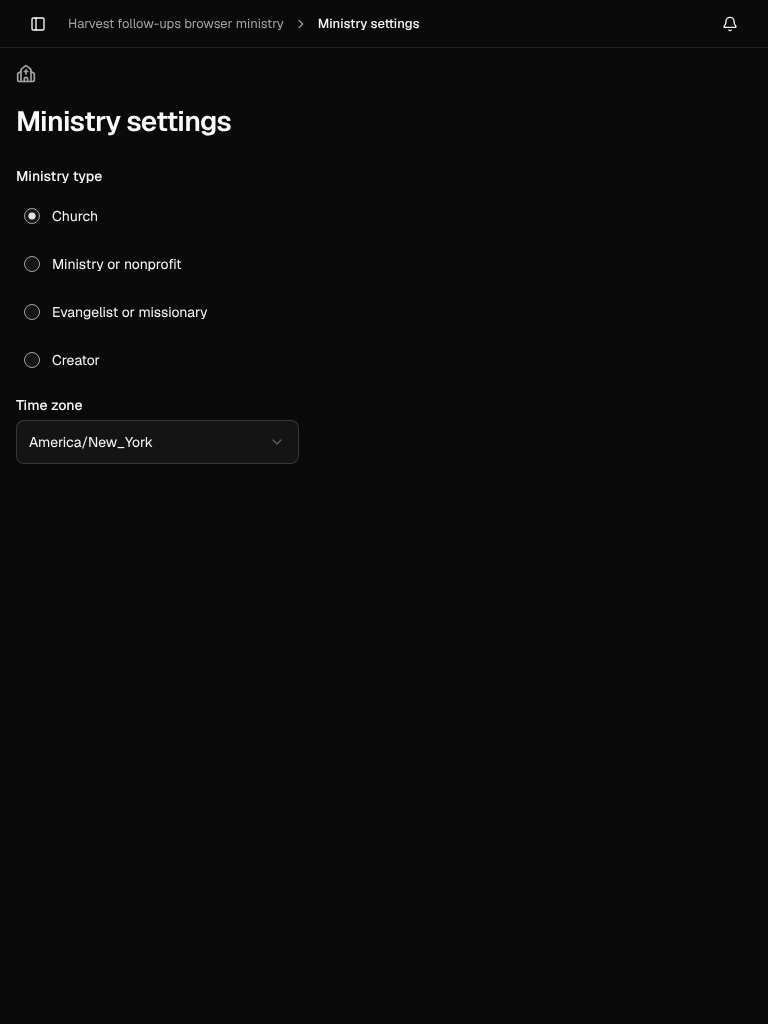 Harvest follow-ups browser ministry > Ministry settings
Ministry settings
Ministry type
Church
Ministry or nonprofit
Evangelist or missionary
Creator
Time zone
America/New_York